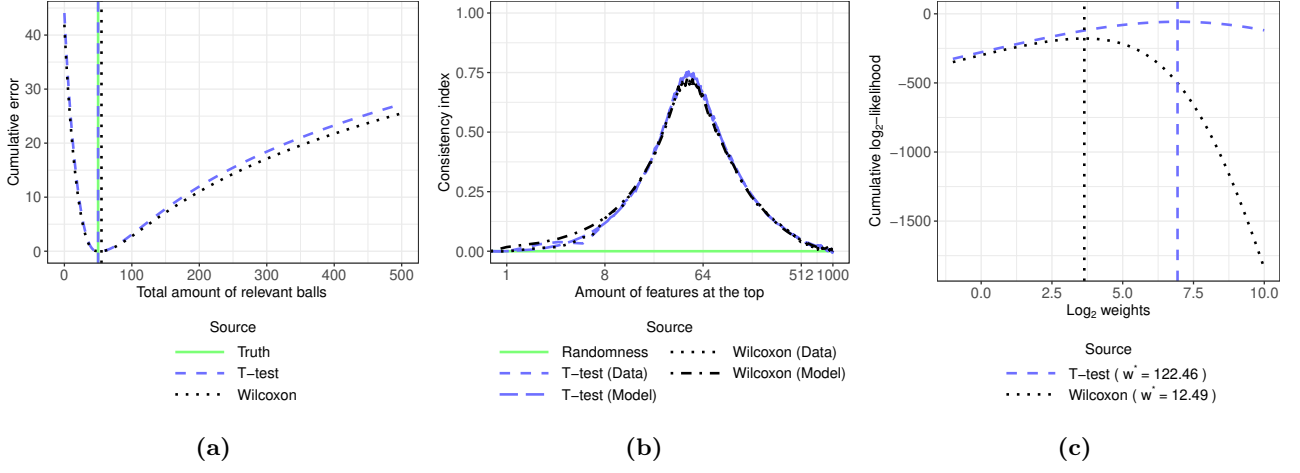 Cumulative error
40
30
20
10
0
0 100 200 300 400 500
Total amount of relevant balls
Source
Truth
T−test
Wilcoxon
(a)
Consistency index
0.75
0.50
0.25
0.00
1 8 64 512 1000
Amount of features at the top
Source
Randomness
T−test (Data)
T−test (Model)
Wilcoxon (Data)
Wilcoxon (Model)
(b)
Cumulative log2−likelihood
0
−500
−1000
−1500
0.0 2.5 5.0 7.5 10.0
Log2 weights
Source
T−test ( w* = 122.46 )
Wilcoxon ( w* = 12.49 )
(c)